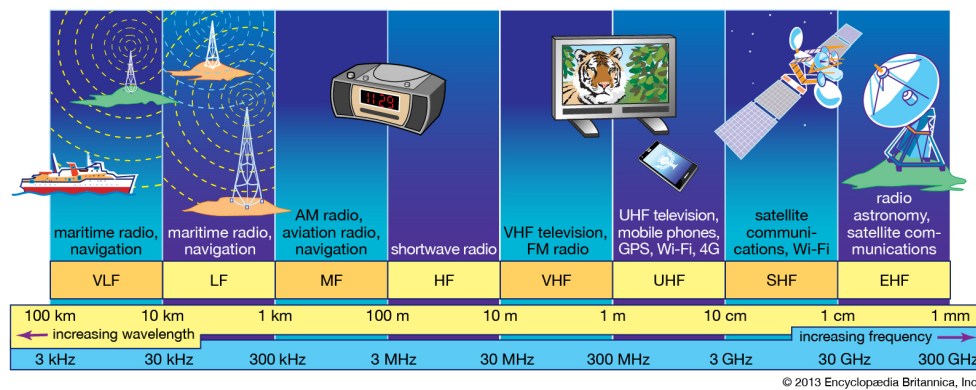 11:29
maritime radio,
navigation
maritime radio,
navigation
AM radio,
aviation radio,
navigation
shortwave radio
VHF television,
FM radio
UHF television,
mobile phones,
GPS, Wi-Fi, 4G
satellite
communi-
cations, Wi-Fi
radio
astronomy,
satellite com-
munications
VLF LF MF HF VHF UHF SHF EHF
100 km 10 km 1 km 100 m 10 m 1 m 10 cm 1 cm 1 mm
increasing wavelength increasing frequency
3 kHz 30 kHz 300 kHz 3 MHz 30 MHz 300 MHz 3 GHz 30 GHz 300 GHz
© 2013 Encyclopædia Britannica, Inc